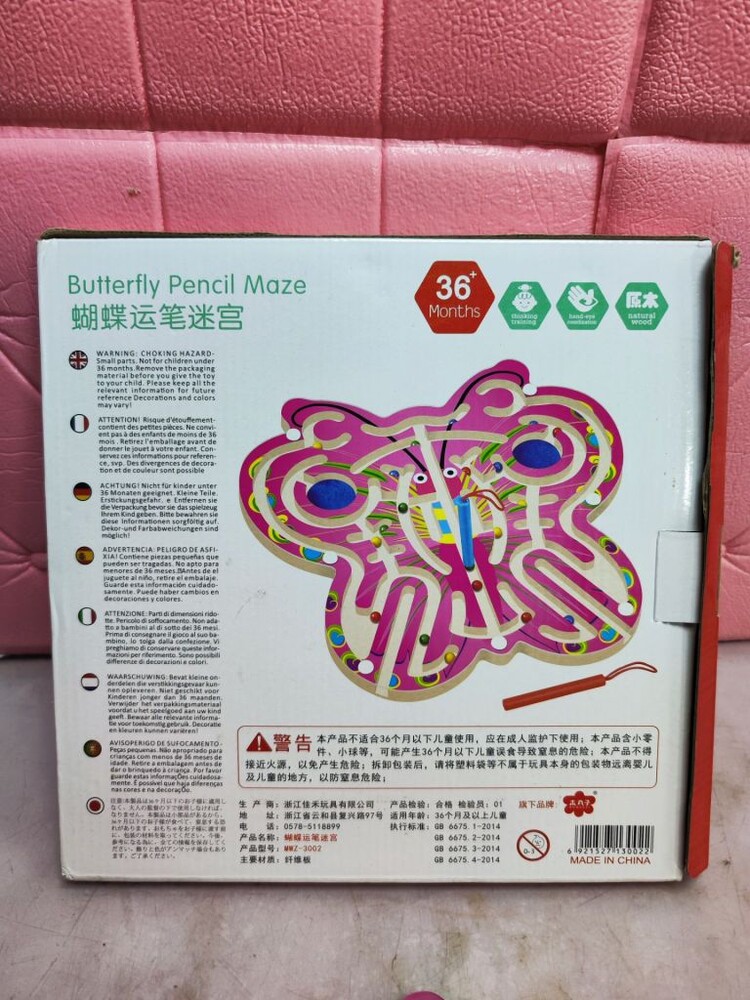 Butterfly Pencil Maze
蝴蝶运笔迷宫
36+
Months
thinking
training
hand-eye
coordination
原木
natural
wood
WARNING: CHOKING HAZARD-
Small parts. Not for children under
36 months.Remove the packaging
material before you give the toy
to your child. Please keep all the
relevant information for future
reference Decorations and colors
may vary!
ATTENTION! Risque d'étouffement-
contient des petites pièces. Ne convi-
ent pas à des enfants de moins de 36
mois . Retirez l'emballage avant de
donner le jouet à votre enfant. Con-
servez ces informations pour referen-
ce, svp. Des divergences de decora-
tion et de couleur sont possible
ACHTUNG! Nicht für kinder unter
36 Monaten geeignet. Kleine Teile.
Erstickungsgefahr. e. Entfernen sie
die Verpackung bevor sie das spielzeug
Ihrem Kind geben. Bitte bewahren sie
diese Informationen sorgfältig auf.
Dekor-und Farbabweichungen sind
möglich!
ADVERTENCIA: PELIGRO DE ASFI-
XIA! Contiene piezas pequeñas que
pueden ser tragadas. No apto para
menores de 36 meses. Antes de el
juguete al niño, retire el embalaje.
Guarde esta información cuidado-
samente. Puede haber cambios en
decoraciones y colores.
ATTENZIONE: Parti di dimensioni rido-
tte. Pericolo di soffocamento. Non ada-
tto a bambini al di sotto dei 36 mesi.
Prima di consegnare il gioco al suo ba-
mbino, lo tolga dalla confezione. Vi
preghiamo di conservare queste infor-
mazioni per riferimento. Sono possibili
differenze di decorazioni e colori.
WAARSCHUWING: Bevat kleine on-
derdelen die verstikkingsgevaar kun-
nen opleveren. Niet geschikt voor
Kinderen jonger dan 36 maanden.
Verwijder het verpakkingsmateriaal
voordat u het speelgoed aan uw kind
geeft. Bewaar alle relevante informa-
tie voor toekomstig gebruik. Decoratie
en kleuren kunnen variëren!
AVISOPERIGO DE SUFOCAMENTO -
Peças pequenas. Não apropriado para
crianças com menos de 36 meses de
idade. Retire a embalagem antes de
dar o brinquedo à criança. Por favor
guarde estas informações cuidadosa-
mente. É possivel que haja diferenças
nas cores e na decoração.
警告 本产品不适合36个月以下儿童使用，应在成人监护下使用；本产品含小零
件、小球等，可能产生36个月以下儿童误食导致窒息的危险；本产品不得
接近火源，以免产生危险；拆卸包装后，请将塑料袋等不属于玩具本身的包装物远离婴儿
及儿童的地方，以防窒息危险；
生 产 商：浙江佳禾玩具有限公司
地 址：浙江省云和县复兴路97号
电 话：0578-5118899
产品名称：蝴蝶运笔迷宫
产品型号：MWZ-3002
主要材质：纤维板
产品检验：合格 检验员：01
适用年龄：36个月及以上儿童
执行标准：GB 6675.1-2014
GB 6675.2-2014
GB 6675.3-2014
GB 6675.4-2014
旗下品牌：
木丸子
0-3
6 921527 130022
MADE IN CHINA